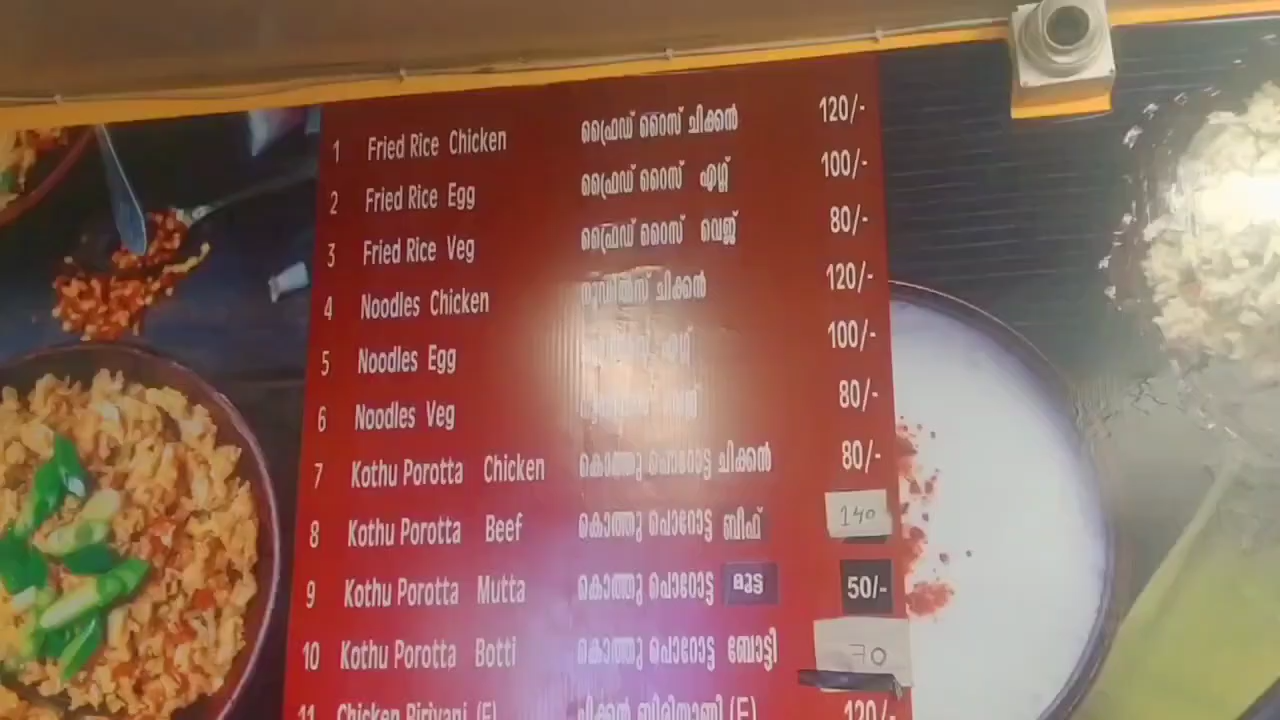 1 Fried Rice Chicken ഫ്രൈഡ് റൈസ് ചിക്കൻ 120/-
2 Fried Rice Egg ഫ്രൈഡ് റൈസ് എഗ്ഗ് 100/-
3 Fried Rice Veg ഫ്രൈഡ് റൈസ് വെജ് 80/-
4 Noodles Chicken നൂഡിൽസ് ചിക്കൻ 120/-
5 Noodles Egg എഗ്ഗ് 100/-
6 Noodles Veg 80/-
7 Kothu Porotta Chicken കൊത്തു പൊറോട്ട ചിക്കൻ 80/-
8 Kothu Porotta Beef കൊത്തു പൊറോട്ട ബീഫ് 140
9 Kothu Porotta Mutta കൊത്തു പൊറോട്ട മുട്ട 50/-
10 Kothu Porotta Botti കൊത്തു പൊറോട്ട ബോട്ടി 70
11 Chicken Biriyani (F) ചിക്കൻ ബിരിയാണി (F) 120/-